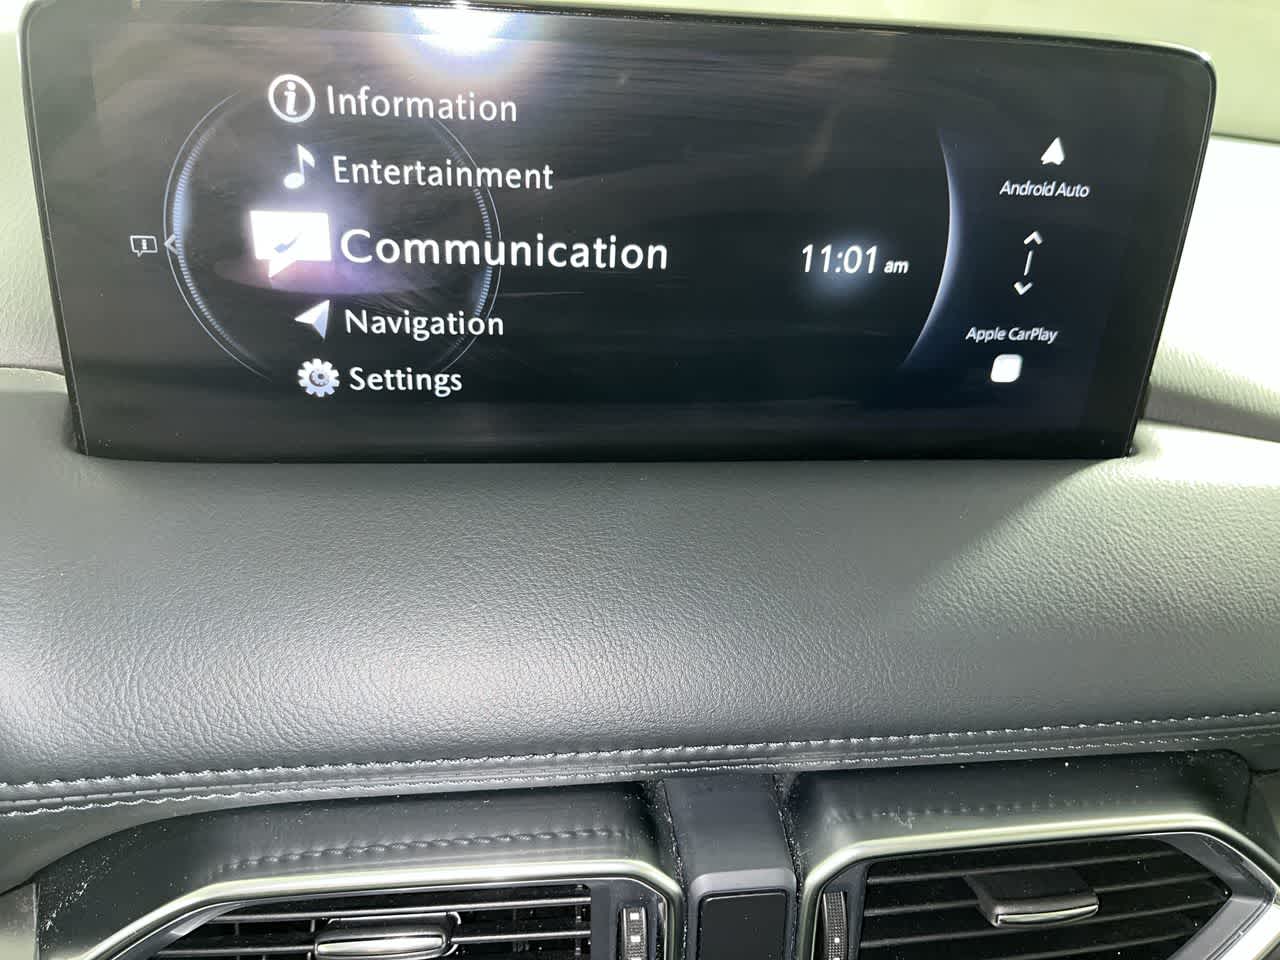 Information
Entertainment
Communication
Navigation
Settings
11:01 am
Android Auto
Apple CarPlay